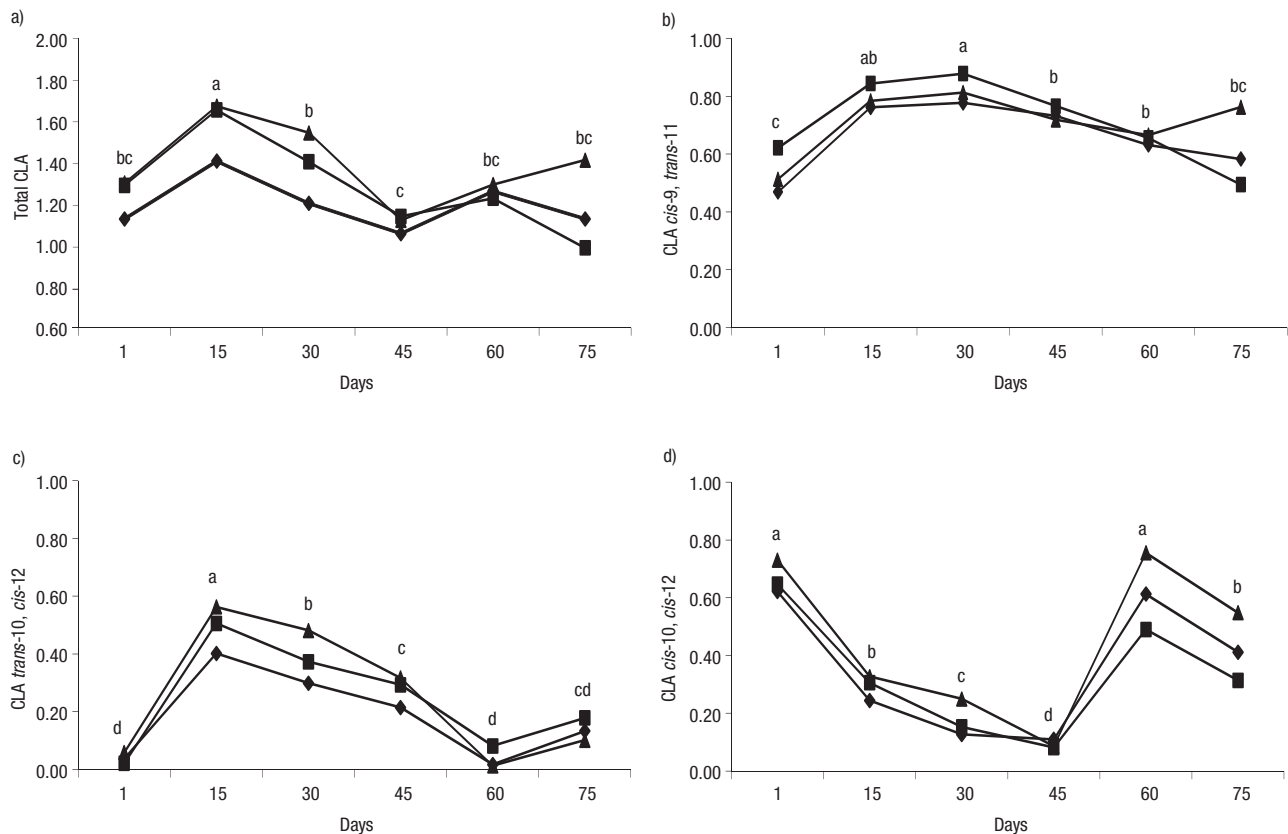 a)
Total CLA
2.00
1.80
1.60
1.40
1.20
1.00
0.80
0.60
bc
a
b
c
bc
bc
1 15 30 45 60 75
Days
b)
CLA cis-9, trans-11
1.00
0.80
0.60
0.40
0.20
0.00
c
ab
a
b
b
bc
1 15 30 45 60 75
Days
c)
CLA trans-10, cis-12
1.00
0.80
0.60
0.40
0.20
0.00
d
a
b
c
d
cd
1 15 30 45 60 75
Days
d)
CLA cis-10, cis-12
1.00
0.80
0.60
0.40
0.20
0.00
a
b
c
d
a
b
1 15 30 45 60 75
Days